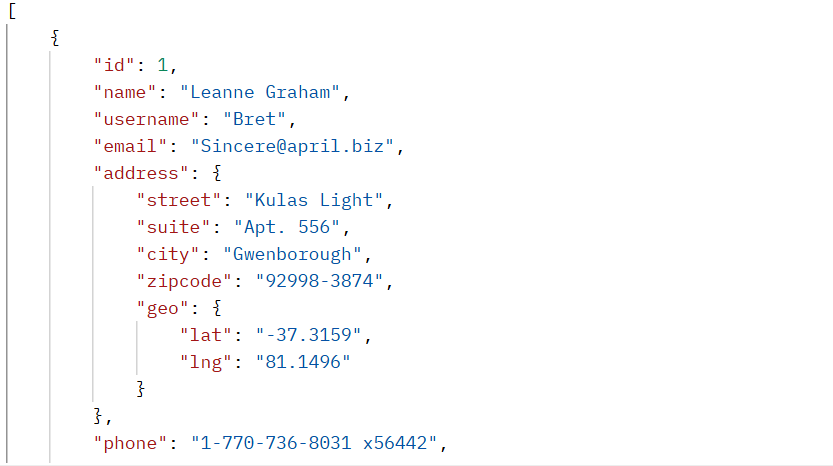 [
    {
        "id": 1,
        "name": "Leanne Graham",
        "username": "Bret",
        "email": "Sincere@april.biz",
        "address": {
            "street": "Kulas Light",
            "suite": "Apt. 556",
            "city": "Gwenborough",
            "zipcode": "92998-3874",
            "geo": {
                "lat": "-37.3159",
                "lng": "81.1496"
            }
        },
        "phone": "1-770-736-8031 x56442",